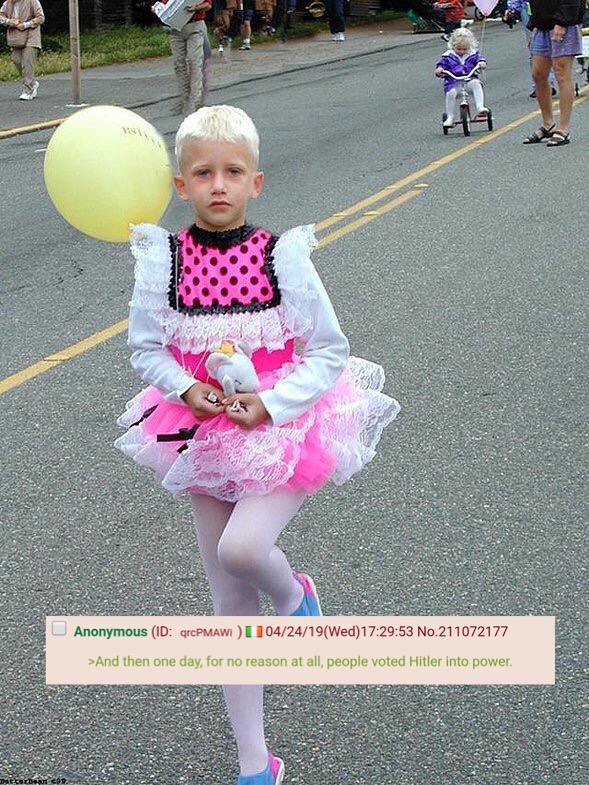 Anonymous (ID: qrcPMAWi ) 04/24/19(Wed)17:29:53 No.211072177
>And then one day, for no reason at all, people voted Hitler into power.